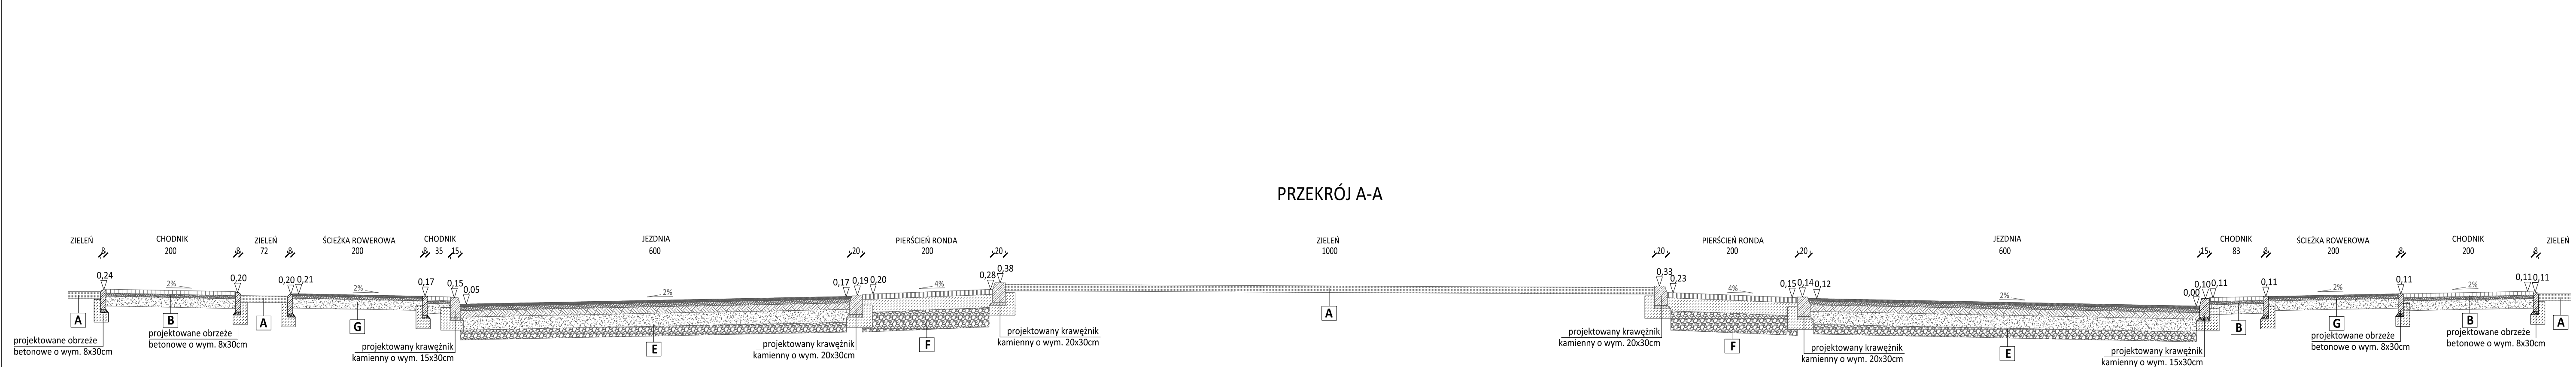 PRZEKRÓJ A-A
ZIELEŃ CHODNIK ZIELEŃ ŚCIEŻKA ROWEROWA CHODNIK JEZDNIA PIERŚCIEŃ RONDA ZIELEŃ PIERŚCIEŃ RONDA JEZDNIA CHODNIK ŚCIEŻKA ROWEROWA CHODNIK ZIELEŃ
8 200 8 72 8 200 8 35 15 600 20 200 20 1000 20 200 20 600 15 83 8 200 8 200 8
0,24 0,20 0,20 0,21 0,17 0,15 0,05 0,17 0,19 0,20 0,28 0,38 0,33 0,23 0,15 0,14 0,12 0,00 0,10 0,11 0,11 0,11 0,11 0,11
2% 2% 2% 4% 4% 2% 2% 2%
A B A G E F A F E B G B A
projektowane obrzeże
betonowe o wym. 8x30cm
projektowane obrzeże
betonowe o wym. 8x30cm
projektowany krawężnik
kamienny o wym. 15x30cm
projektowany krawężnik
kamienny o wym. 20x30cm
projektowany krawężnik
kamienny o wym. 20x30cm
projektowany krawężnik
kamienny o wym. 20x30cm
projektowany krawężnik
kamienny o wym. 20x30cm
projektowany krawężnik
kamienny o wym. 15x30cm
projektowane obrzeże
betonowe o wym. 8x30cm
projektowane obrzeże
betonowe o wym. 8x30cm